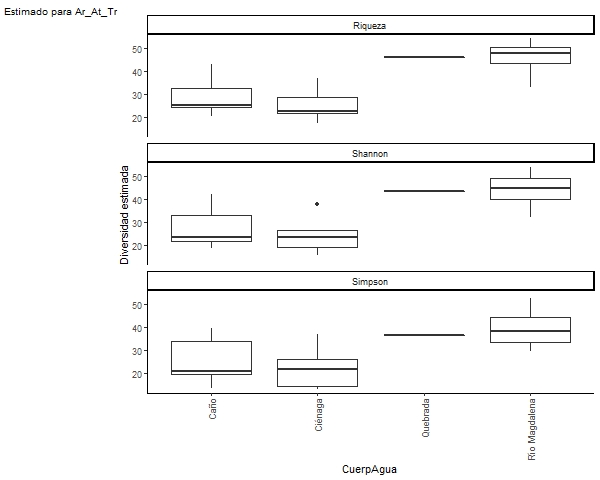 Estimado para Ar_At_Tr
Riqueza
50
40
30
20
Shannon
50
40
30
20
Simpson
50
40
30
20
Diversidad estimada
Caño
Ciénaga
Quebrada
Río Magdalena
CuerpAgua